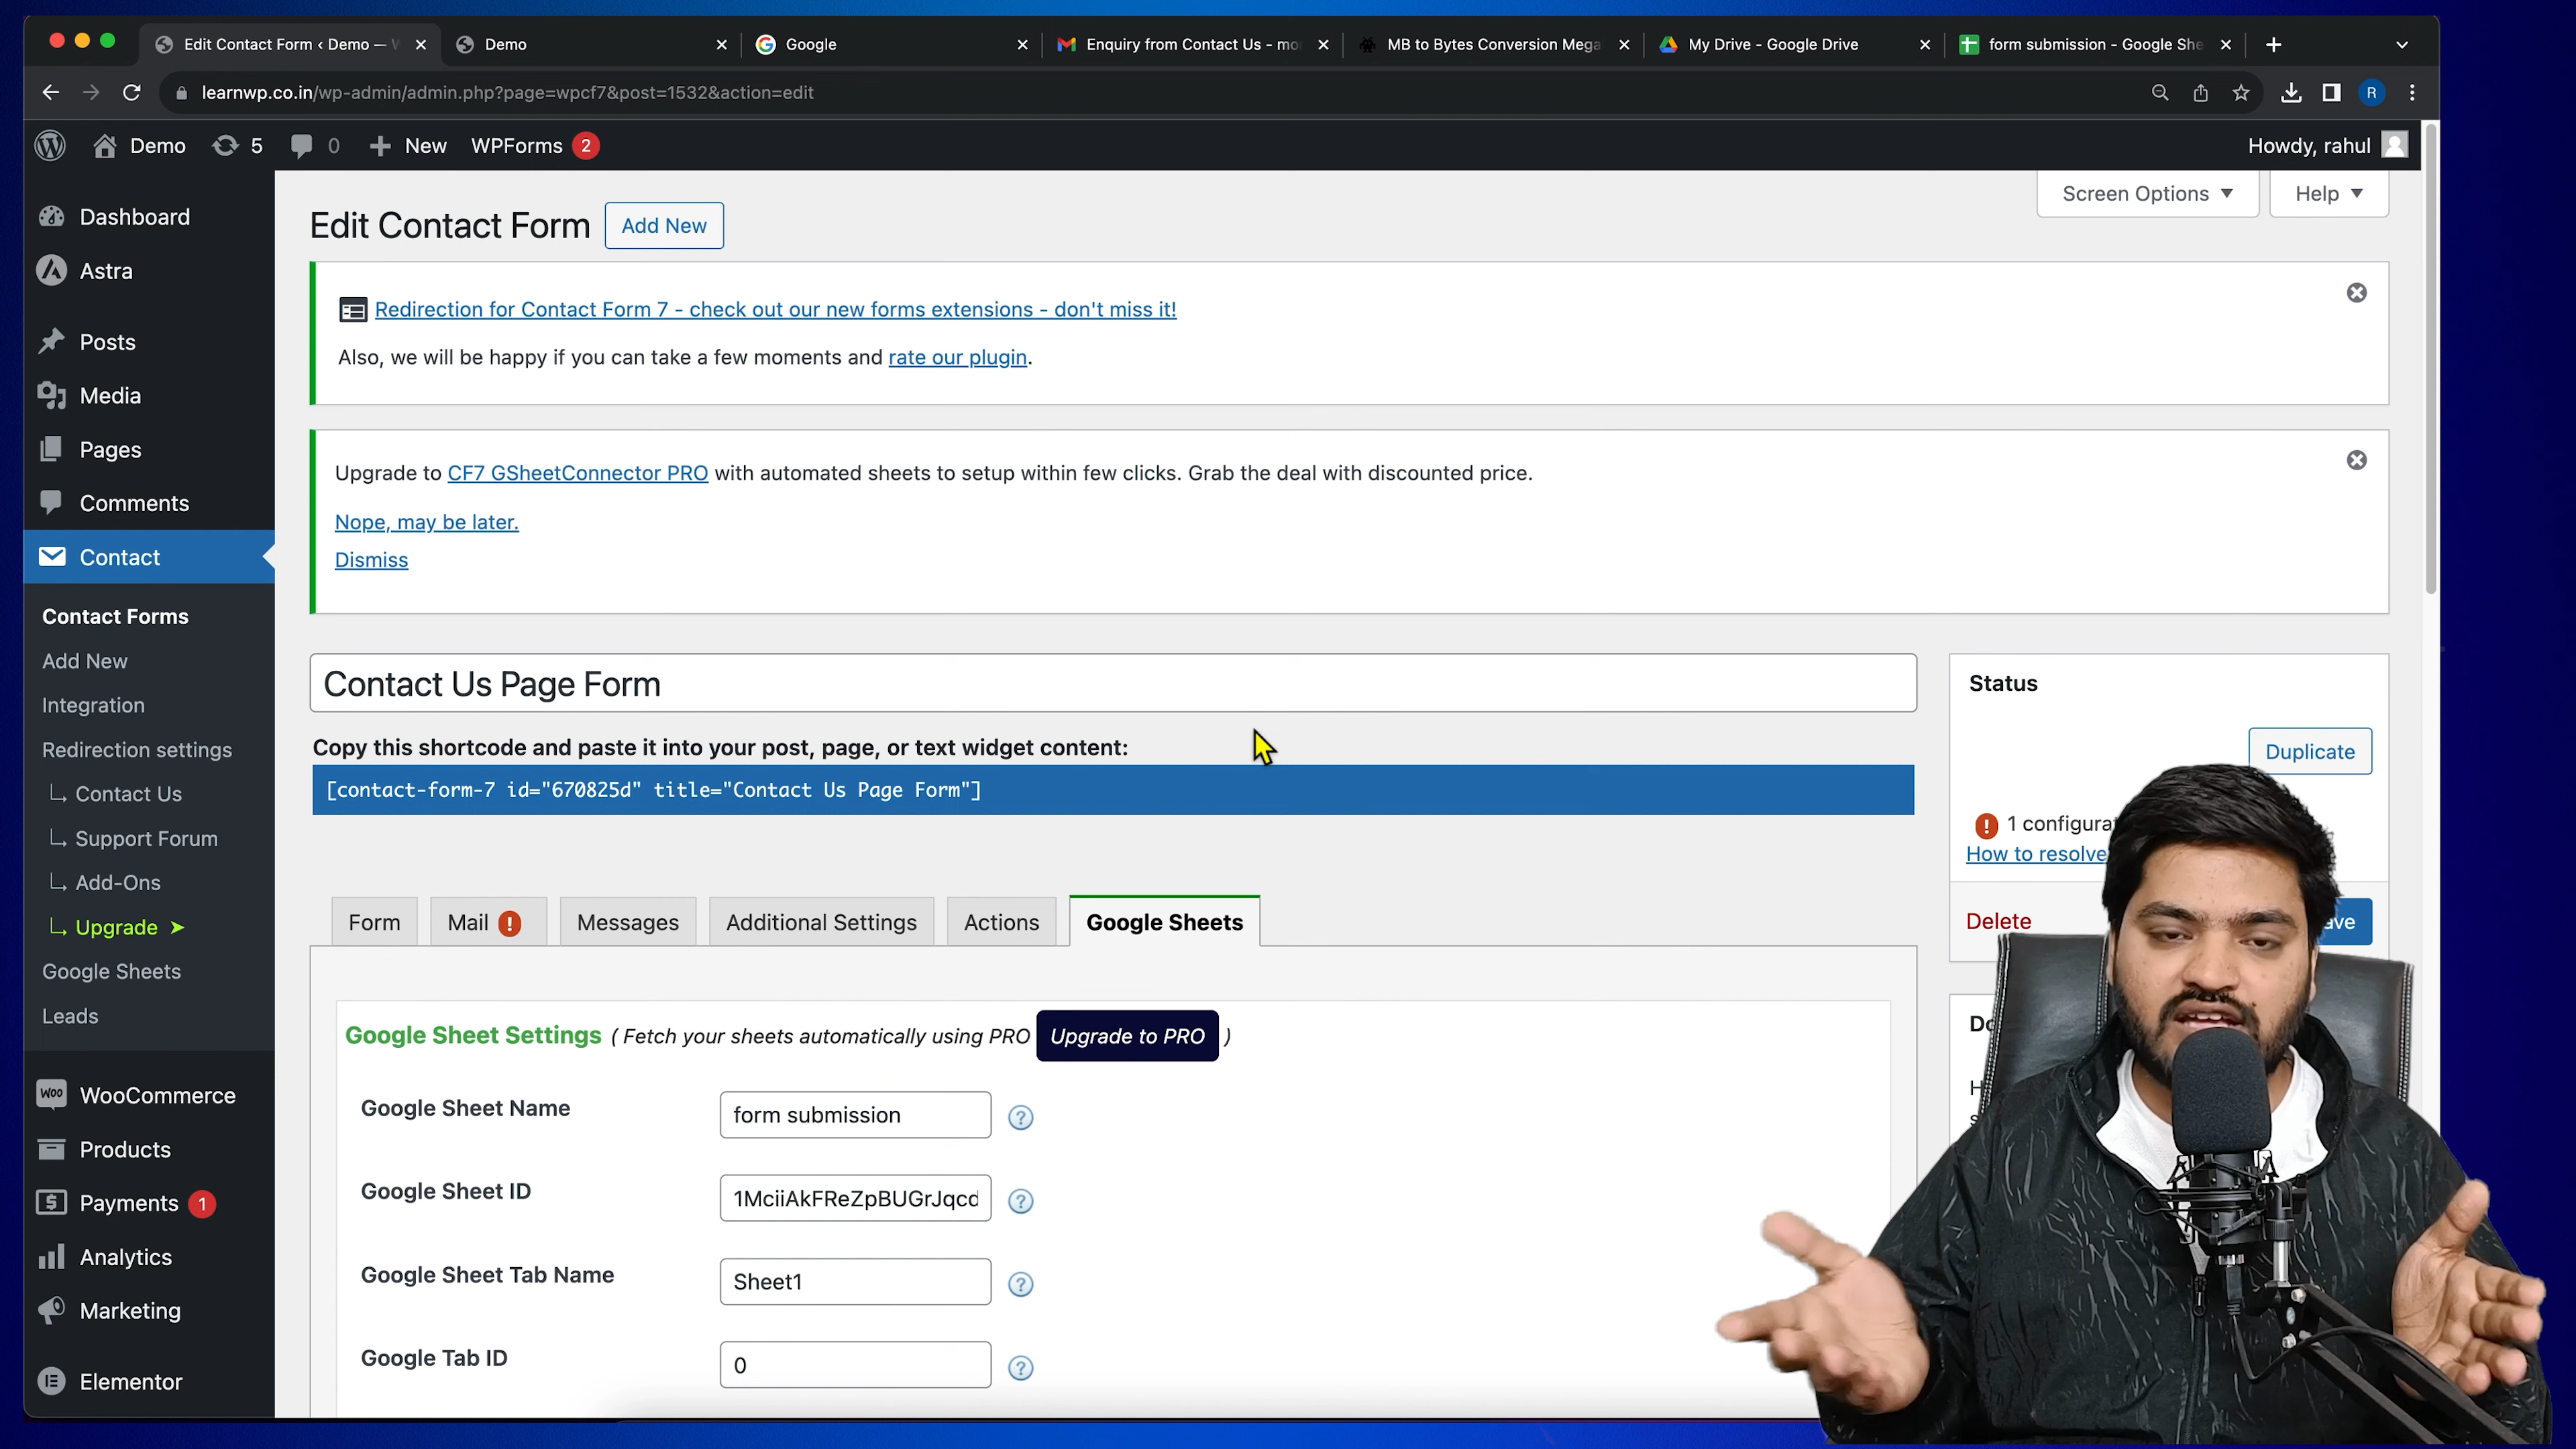 Edit Contact Form ‹ Demo — W
Demo
Google
Enquiry from Contact Us - mo
MB to Bytes Conversion Mega
My Drive - Google Drive
form submission - Google She
learnwp.co.in/wp-admin/admin.php?page=wpcf7&post=1532&action=edit
R
Demo
5
0
New
WPForms 2
Howdy, rahul
Dashboard
Astra
Posts
Media
Pages
Comments
Contact
Contact Forms
Add New
Integration
Redirection settings
Contact Us
Support Forum
Add-Ons
Upgrade ➤
Google Sheets
Leads
WOO WooCommerce
Products
Payments 1
Analytics
Marketing
Elementor
Screen Options ▼
Help ▼
Edit Contact Form
Add New
Redirection for Contact Form 7 - check out our new forms extensions - don't miss it!
Also, we will be happy if you can take a few moments and rate our plugin.
Upgrade to CF7 GSheetConnector PRO with automated sheets to setup within few clicks. Grab the deal with discounted price.
Nope, may be later.
Dismiss
Contact Us Page Form
Copy this shortcode and paste it into your post, page, or text widget content:
[contact-form-7 id="670825d" title="Contact Us Page Form"]
Status
Duplicate
1 configura
How to resolve
Delete
ave
Form
Mail !
Messages
Additional Settings
Actions
Google Sheets
Google Sheet Settings ( Fetch your sheets automatically using PRO Upgrade to PRO )
Google Sheet Name
form submission
?
Google Sheet ID
1MciiAkFReZpBUGrJqcd
?
Google Sheet Tab Name
Sheet1
?
Google Tab ID
0
?